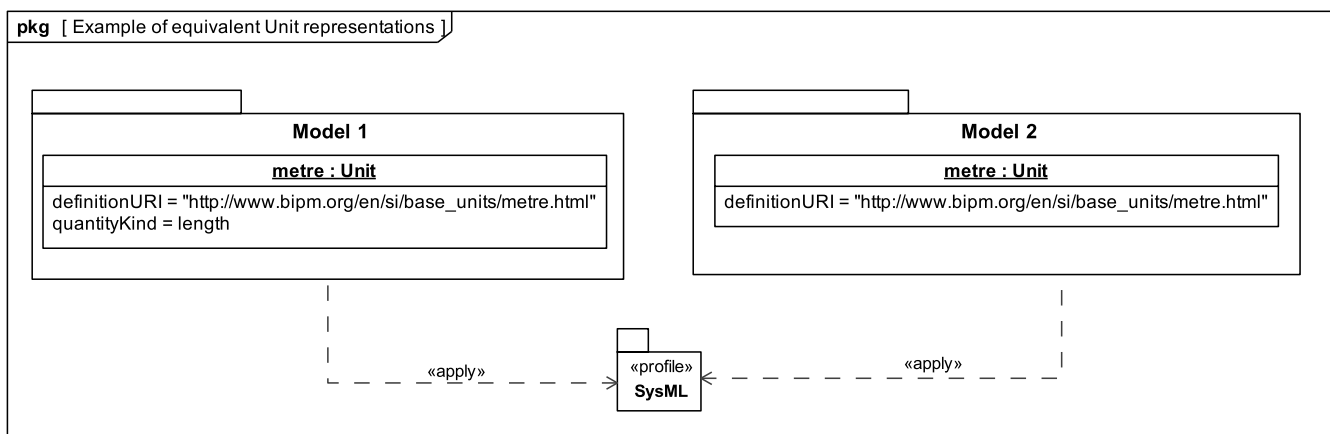 pkg [ Example of equivalent Unit representations ]
Model 1
metre : Unit
definitionURI = "http://www.bipm.org/en/si/base_units/metre.html"
quantityKind = length
Model 2
metre : Unit
definitionURI = "http://www.bipm.org/en/si/base_units/metre.html"
«apply»
«profile»
SysML
«apply»